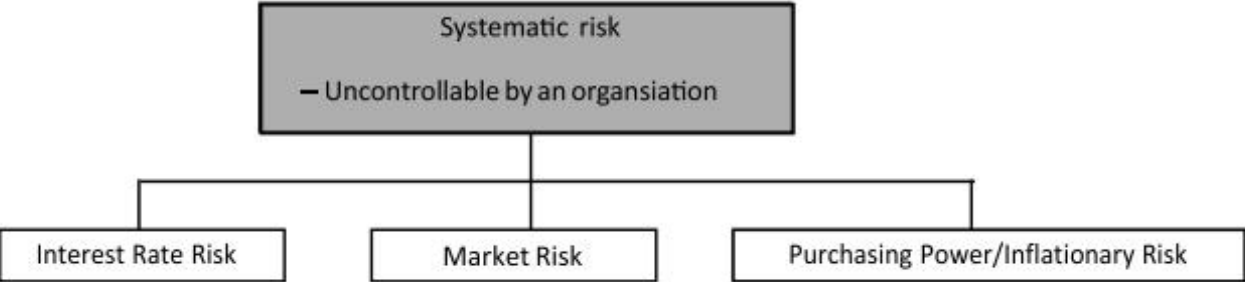 Systematic risk
– Uncontrollable by an organsiation
Interest Rate Risk
Market Risk
Purchasing Power/Inflationary Risk